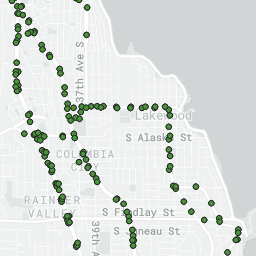 37th Ave S
Lakewood
S Alaska St
COLUMBIA
CITY
RAINIER
VALLEY
S Findlay St
S Juneau St
39th A